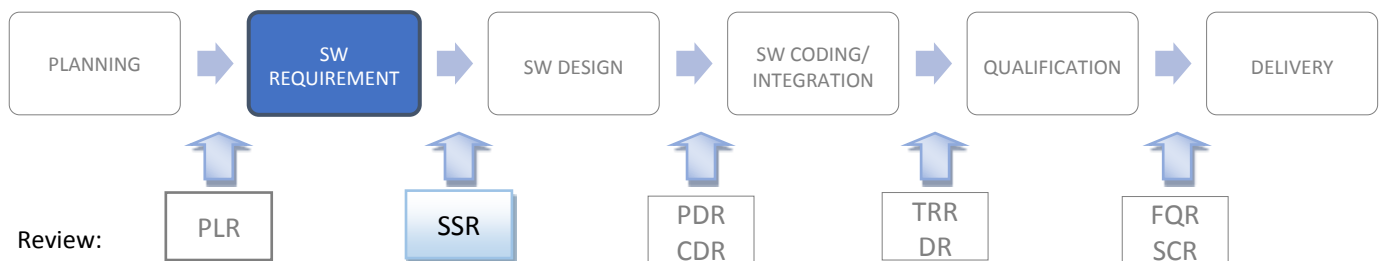 PLANNING
SW
REQUIREMENT
SW DESIGN
SW CODING/
INTEGRATION
QUALIFICATION
DELIVERY
Review:
PLR
SSR
PDR
CDR
TRR
DR
FQR
SCR